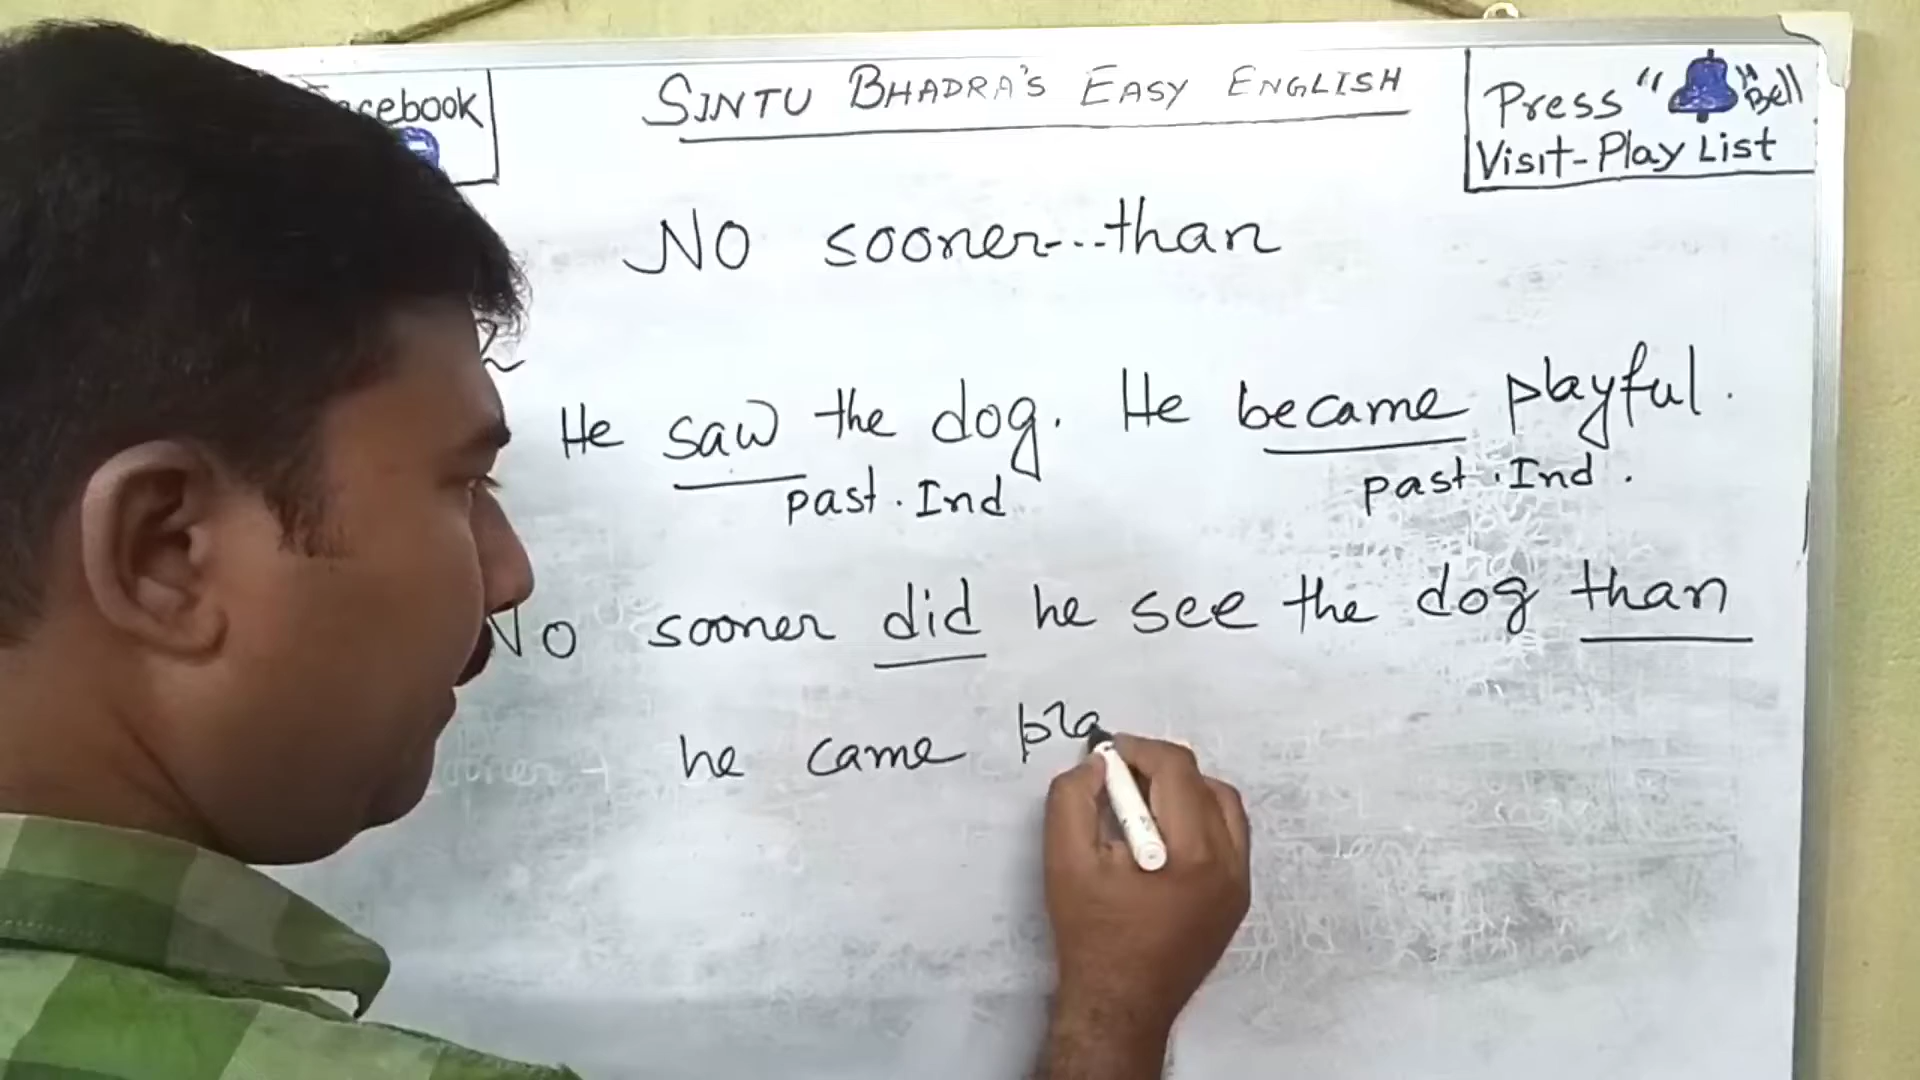 facebook
SINTU BHADRA'S EASY ENGLISH
Press " " Bell
Visit-Play List
NO sooner---than
He saw the dog. He became playful.
past. Ind
past. Ind.
No sooner did he see the dog than
he came pla